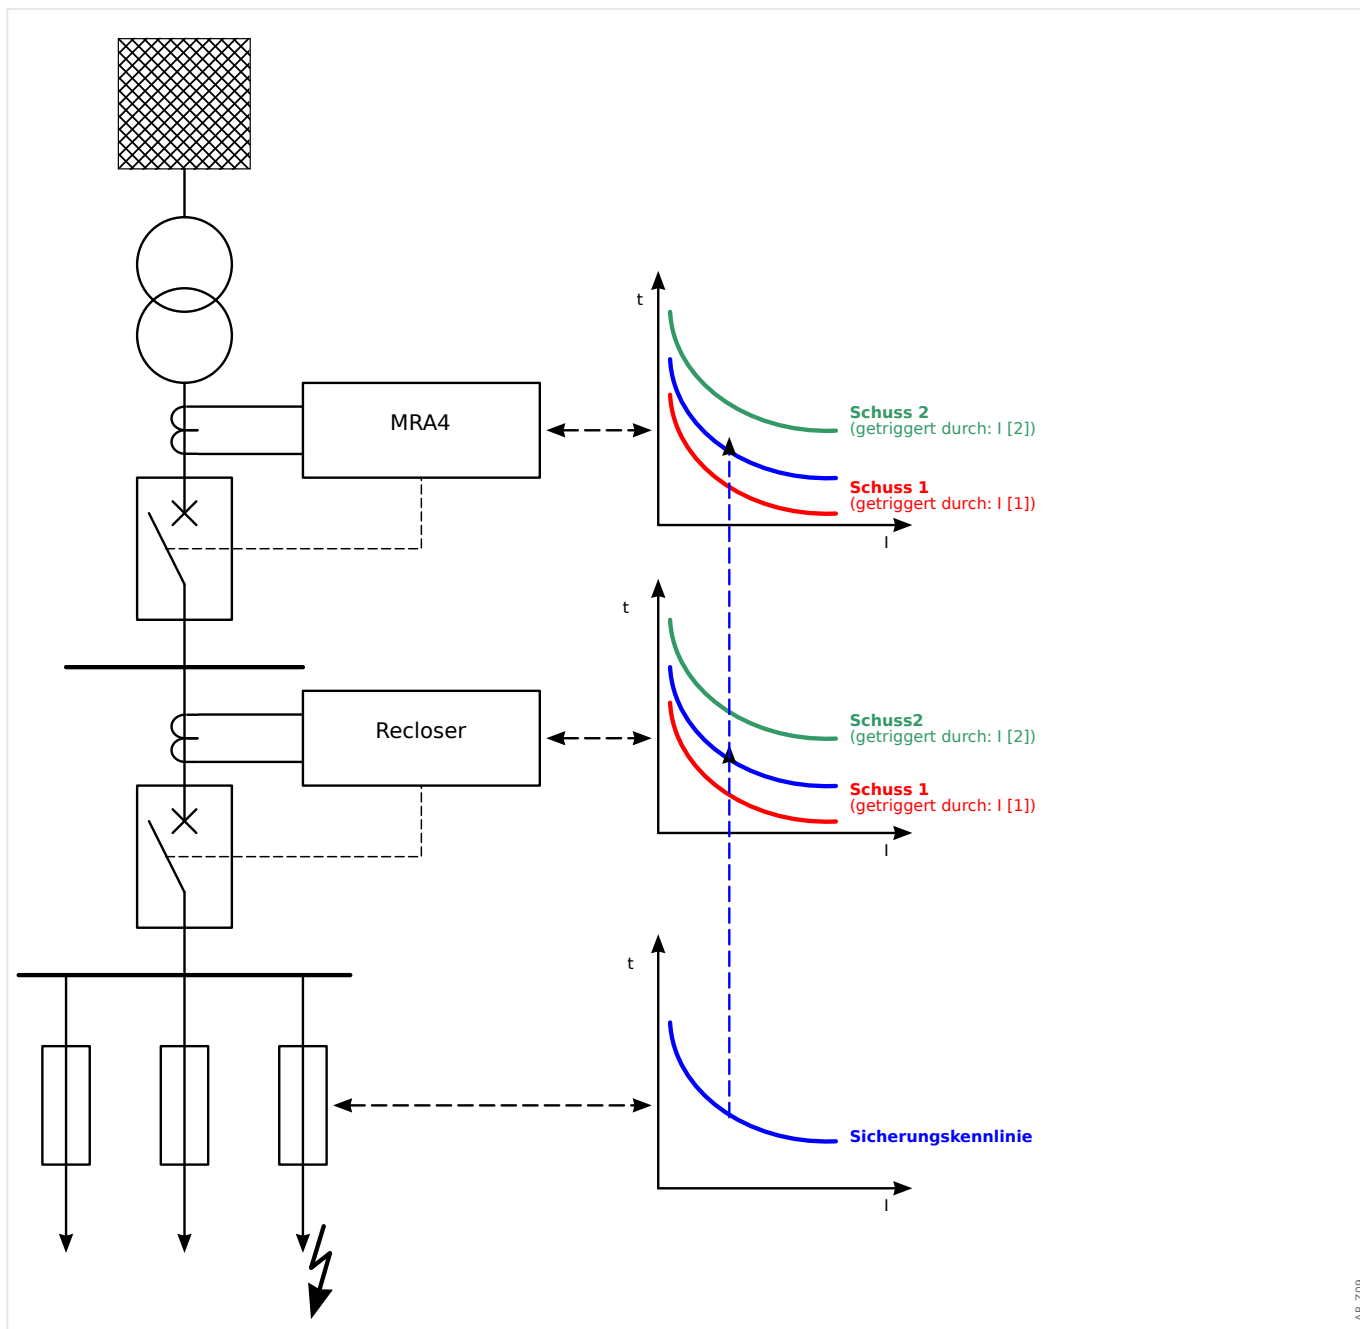 t
MRA4
Schuss 2
(getriggert durch: I [2])
Schuss 1
(getriggert durch: I [1])
I
t
Recloser
Schuss2
(getriggert durch: I [2])
Schuss 1
(getriggert durch: I [1])
I
t
Sicherungskennlinie
I